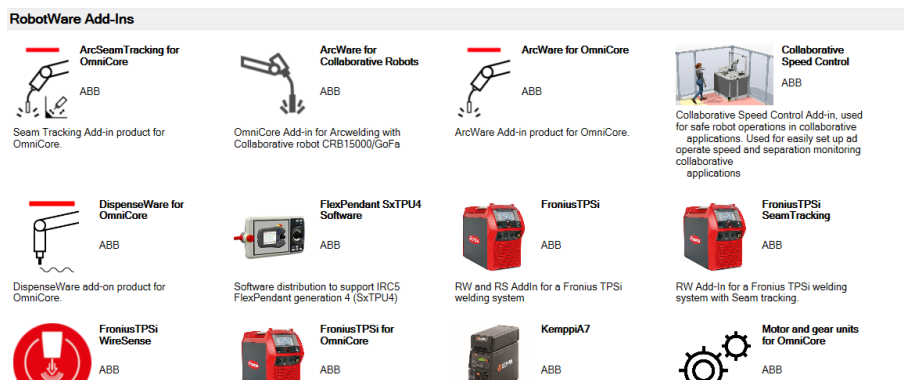 RobotWare Add-Ins
ArcSeamTracking for
OmniCore
ABB
Seam Tracking Add-in product for
OmniCore.
ArcWare for
Collaborative Robots
ABB
OmniCore Add-in for Arcwelding with
Collaborative robot CRB15000/GoFa
ArcWare for OmniCore
ABB
ArcWare Add-in product for OmniCore.
Collaborative
Speed Control
ABB
Collaborative Speed Control Add-in, used
for safe robot operations in collaborative
applications. Used for easily set up ad
operate speed and separation monitoring
collaborative
applications
DispenseWare for
OmniCore
ABB
DispenseWare add-on product for
OmniCore.
FlexPendant SxTPU4
Software
ABB
Software distribution to support IRC5
FlexPendant generation 4 (SxTPU4)
FroniusTPSi
ABB
RW and RS AddIn for a Fronius TPSi
welding system
FroniusTPSi
SeamTracking
ABB
RW Add-In for a Fronius TPSi welding
system with Seam tracking.
FroniusTPSi
WireSense
ABB
FroniusTPSi for
OmniCore
ABB
KemppiA7
ABB
Motor and gear units
for OmniCore
ABB